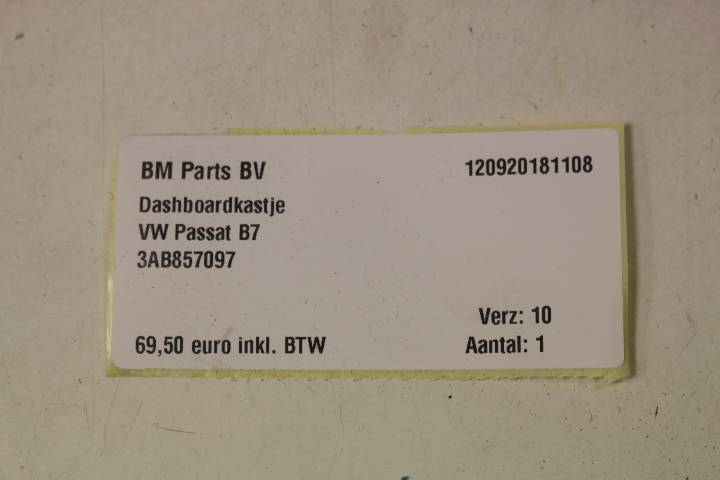 BM Parts BV 120920181108
Dashboardkastje
VW Passat B7
3AB857097
Verz: 10
69,50 euro inkl. BTW Aantal: 1